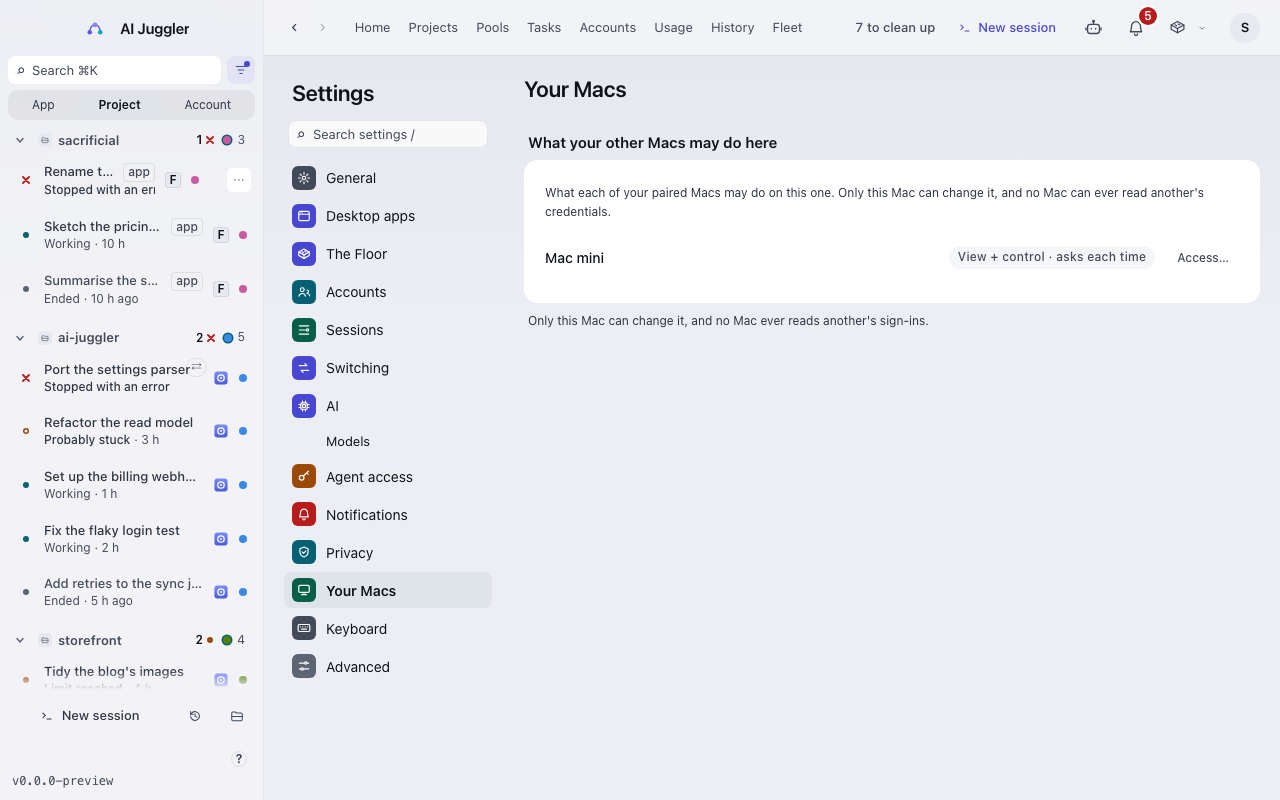 AI Juggler
Search ⌘K
App Project Account
sacrificial 1 3
Rename t... app F
Stopped with an err
Sketch the pricin... app F
Working · 10 h
Summarise the s... app F
Ended · 10 h ago
ai-juggler 2 5
Port the settings parser
Stopped with an error
Refactor the read model
Probably stuck · 3 h
Set up the billing webh...
Working · 1 h
Fix the flaky login test
Working · 2 h
Add retries to the sync j...
Ended · 5 h ago
storefront 2 4
Tidy the blog's images
Limit reached · 4 h
New session
?
v0.0.0-preview
Home Projects Pools Tasks Accounts Usage History Fleet 7 to clean up New session 5 S
Settings
Search settings /
General
Desktop apps
The Floor
Accounts
Sessions
Switching
AI
Models
Agent access
Notifications
Privacy
Your Macs
Keyboard
Advanced
Your Macs
What your other Macs may do here
What each of your paired Macs may do on this one. Only this Mac can change it, and no Mac can ever read another's
credentials.
Mac mini View + control · asks each time Access...
Only this Mac can change it, and no Mac ever reads another's sign-ins.